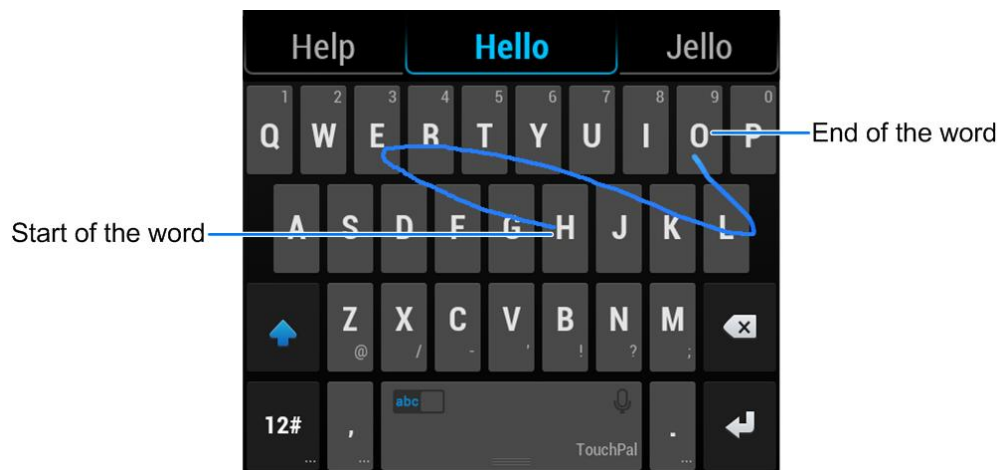 Help Hello Jello
1 2 3 4 5 6 7 8 9 0
Q W E R T Y U I O P
End of the word
Start of the word
A S D F G H J K L
Z X C V B N M
@ / - ' ! ? ;
abc
12# , .
... ... ...
TouchPal